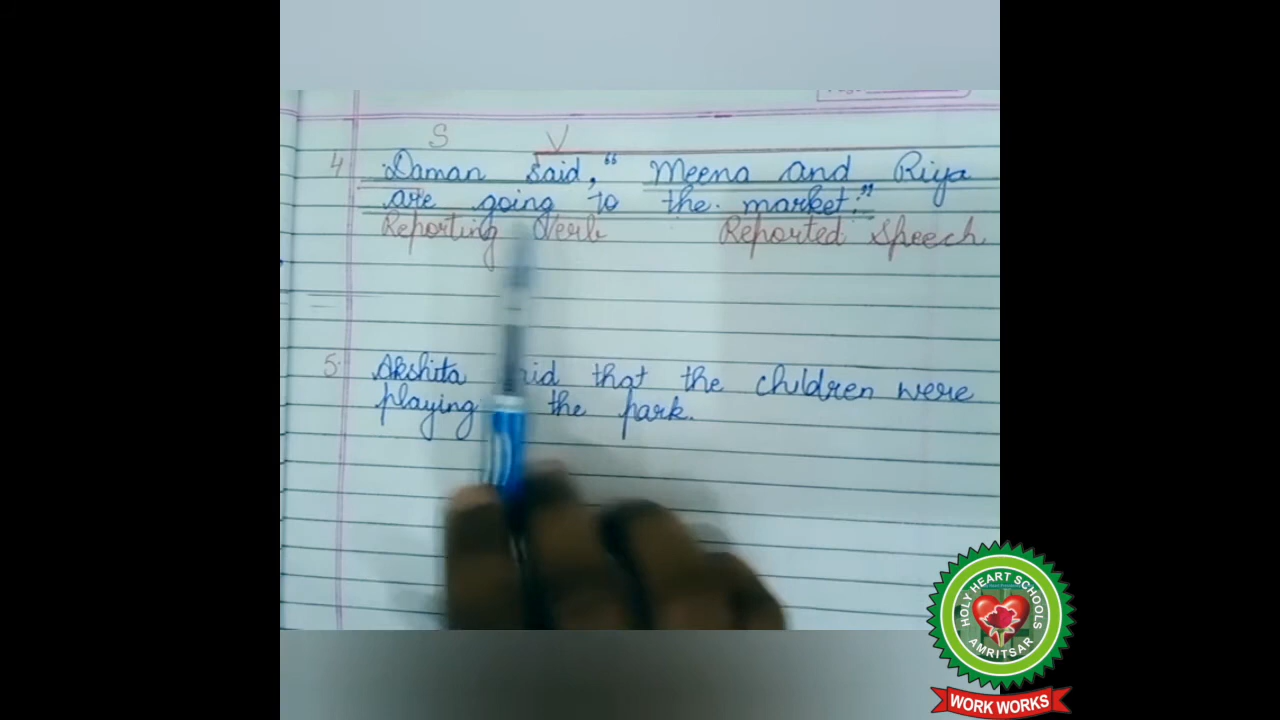 S V
4 Daman said, " Meena and Riya
are going to the market."
Reporting Verb Reported Speech
5. Akshita that the children were
playing the park.
HOLY HEART SCHOOLS
AMRITSAR
WORK WORKS